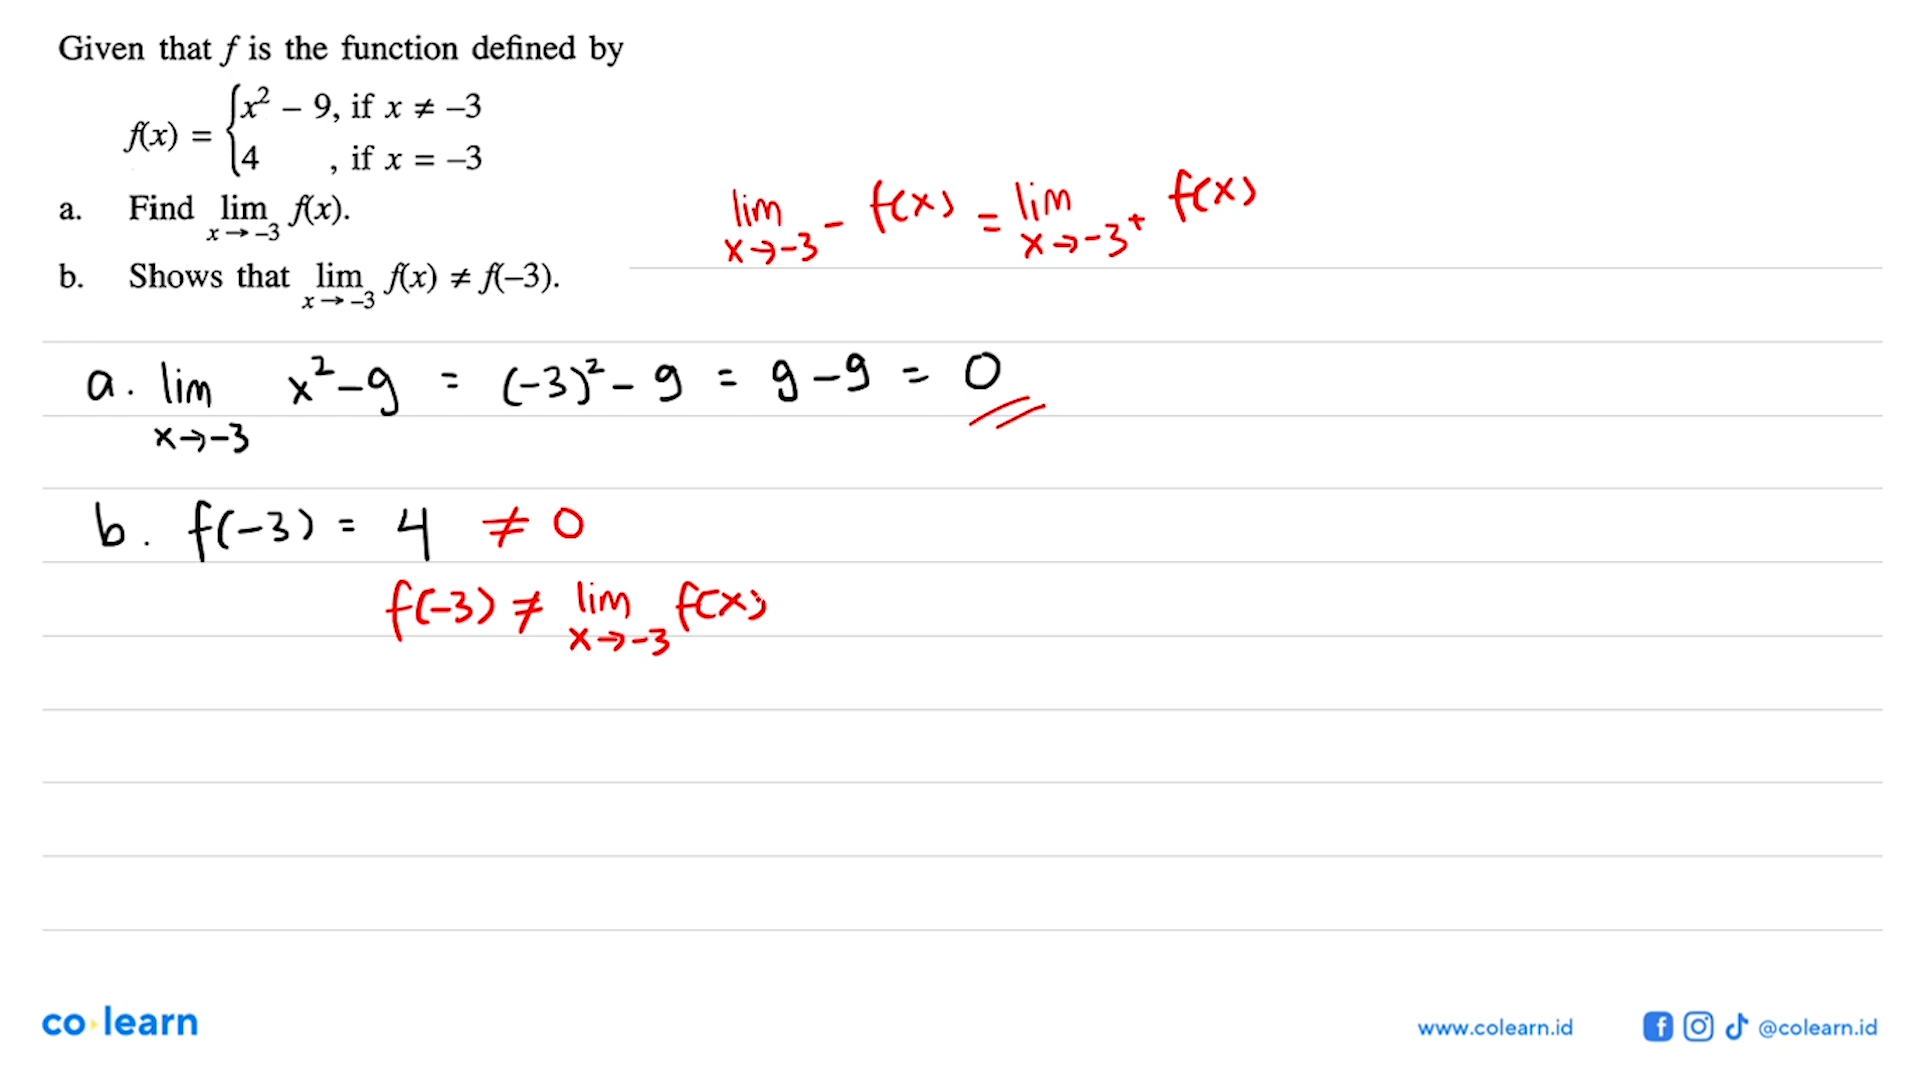 Given that f is the function defined by
f(x) = { x² – 9, if x ≠ –3
4 , if x = –3
a. Find lim x→–3 f(x).
b. Shows that lim x→–3 f(x) ≠ f(–3).
lim x→-3⁻ f(x) = lim x→-3⁺ f(x)
a. lim x→-3 x²-9 = (-3)²-9 = 9-9 = 0
b. f(-3) = 4 ≠ 0
f(-3) ≠ lim x→-3 f(x)
co learn
www.colearn.id @colearn.id